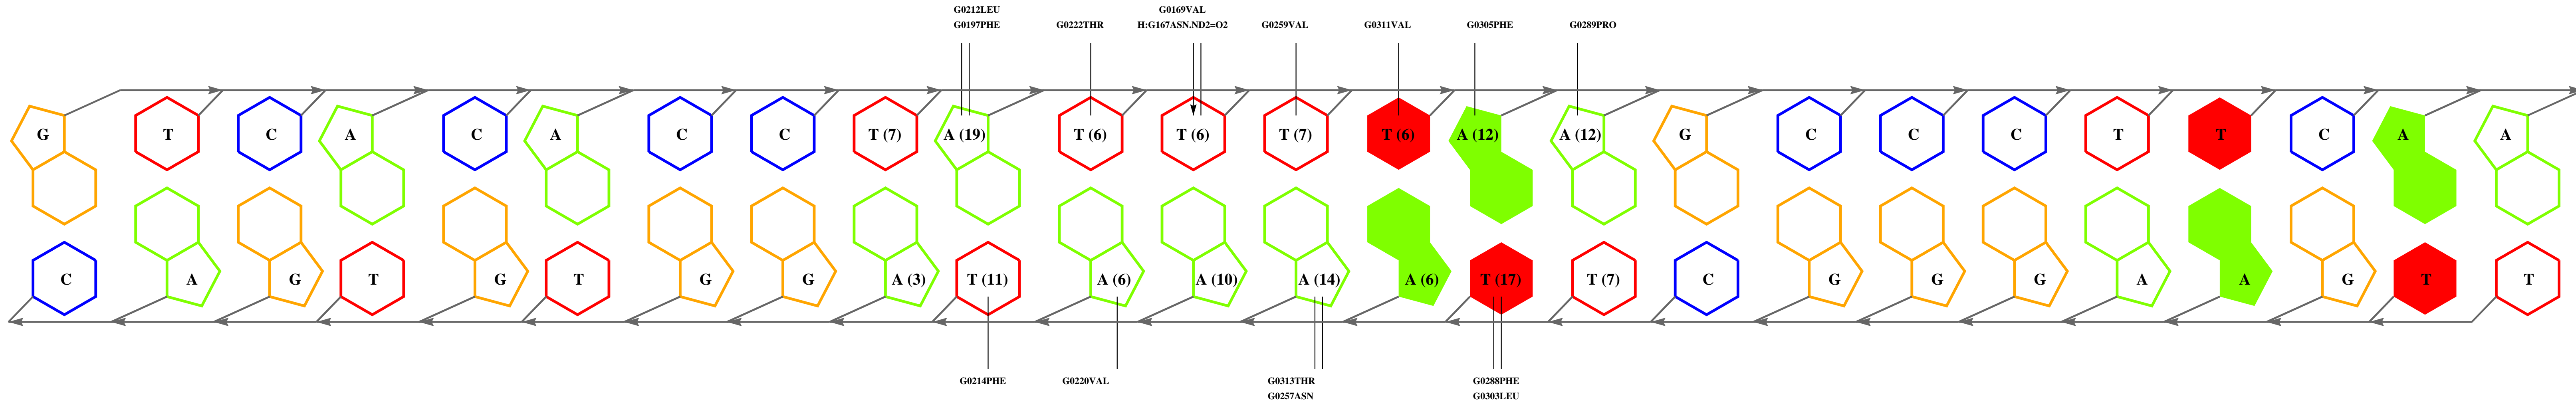 G0212LEU G0169VAL
G0197PHE G0222THR H:G167ASN.ND2=O2 G0259VAL G0311VAL G0305PHE G0289PRO
G T C A C A C C T (7) A (19) T (6) T (6) T (7) T (6) A (12) A (12) G C C C T T C A A
C A G T G T G G A (3) T (11) A (6) A (10) A (14) A (6) T (17) T (7) C G G G A A G T T
G0214PHE G0220VAL G0313THR G0288PHE
G0257ASN G0303LEU